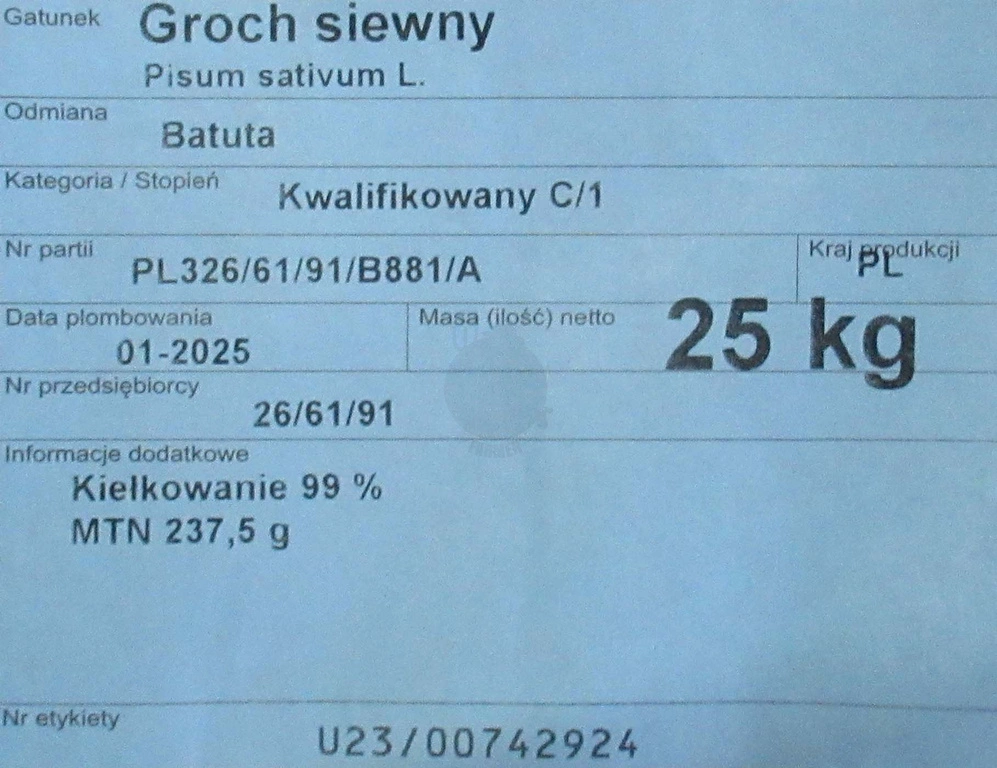 Gatunek Groch siewny
Pisum sativum L.
Odmiana
Batuta
Kategoria / Stopień Kwalifikowany C/1
Nr partii PL326/61/91/B881/A
Kraj produkcji PL
Data plombowania 01-2025
Masa (ilość) netto 25 kg
Nr przedsiębiorcy
26/61/91
Informacje dodatkowe
Kiełkowanie 99 %
MTN 237,5 g
Nr etykiety U23/00742924